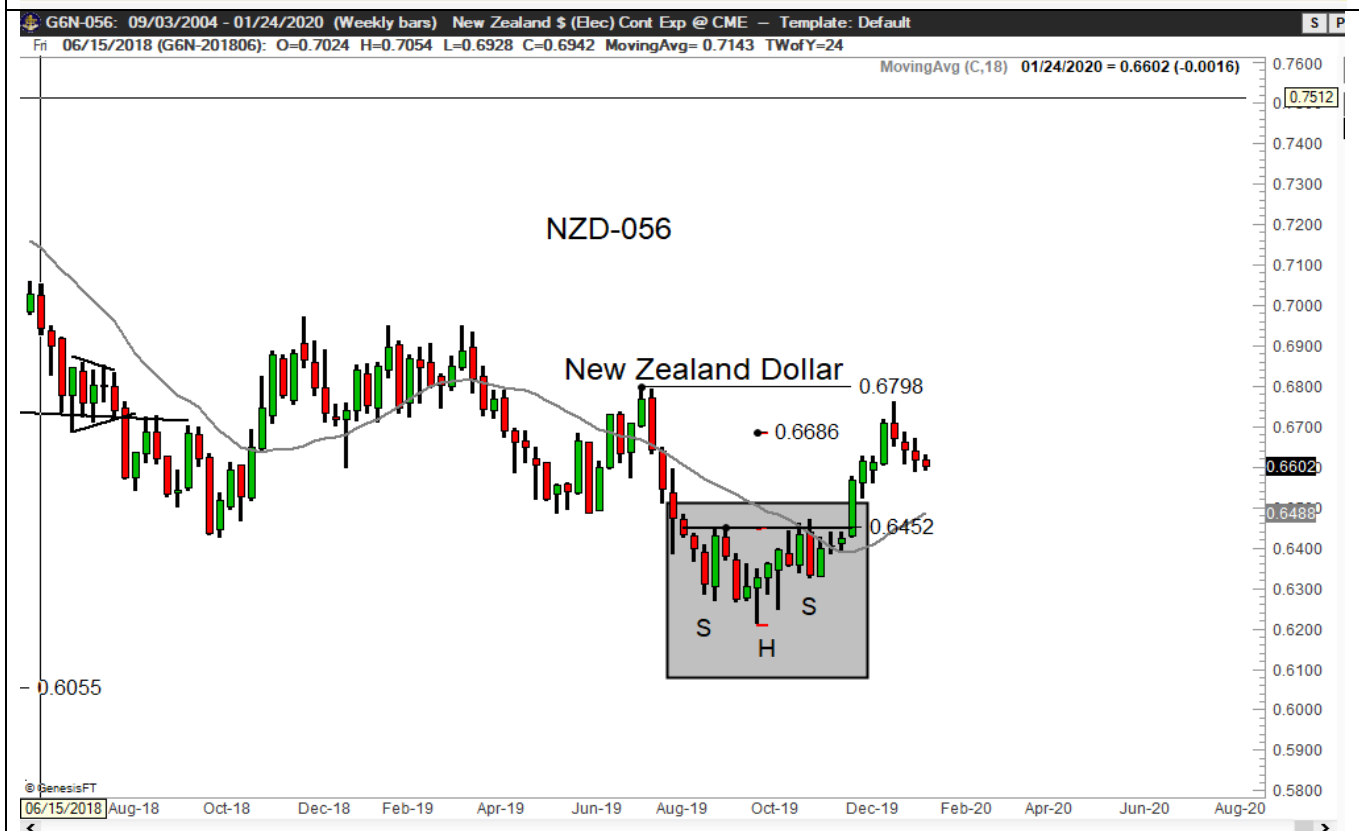 G6N-056: 09/03/2004 - 01/24/2020 (Weekly bars) New Zealand $ (Elec) Cont Exp @ CME — Template: Default
S P
Fri 06/15/2018 (G6N-201806): O=0.7024 H=0.7054 L=0.6928 C=0.6942 MovingAvg= 0.7143 TWofY=24
MovingAvg (C,18) 01/24/2020 = 0.6602 (-0.0016)
0.7600
0.7512
0.7400
0.7300
NZD-056
0.7200
0.7100
0.7000
0.6900
New Zealand Dollar
0.6798
0.6800
0.6686
0.6700
0.6602
0.6488
0.6452
0.6400
0.6300
S
S
0.6200
H
0.6100
0.6055
0.6000
0.5900
© GenesisFT
0.5800
06/15/2018 Aug-18 Oct-18 Dec-18 Feb-19 Apr-19 Jun-19 Aug-19 Oct-19 Dec-19 Feb-20 Apr-20 Jun-20 Aug-20